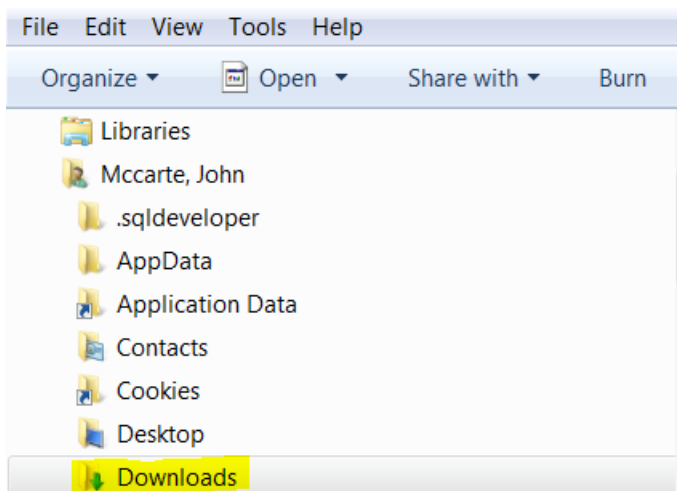 File Edit View Tools Help
Organize Open Share with Burn
Libraries
Mccarte, John
.sqldeveloper
AppData
Application Data
Contacts
Cookies
Desktop
Downloads